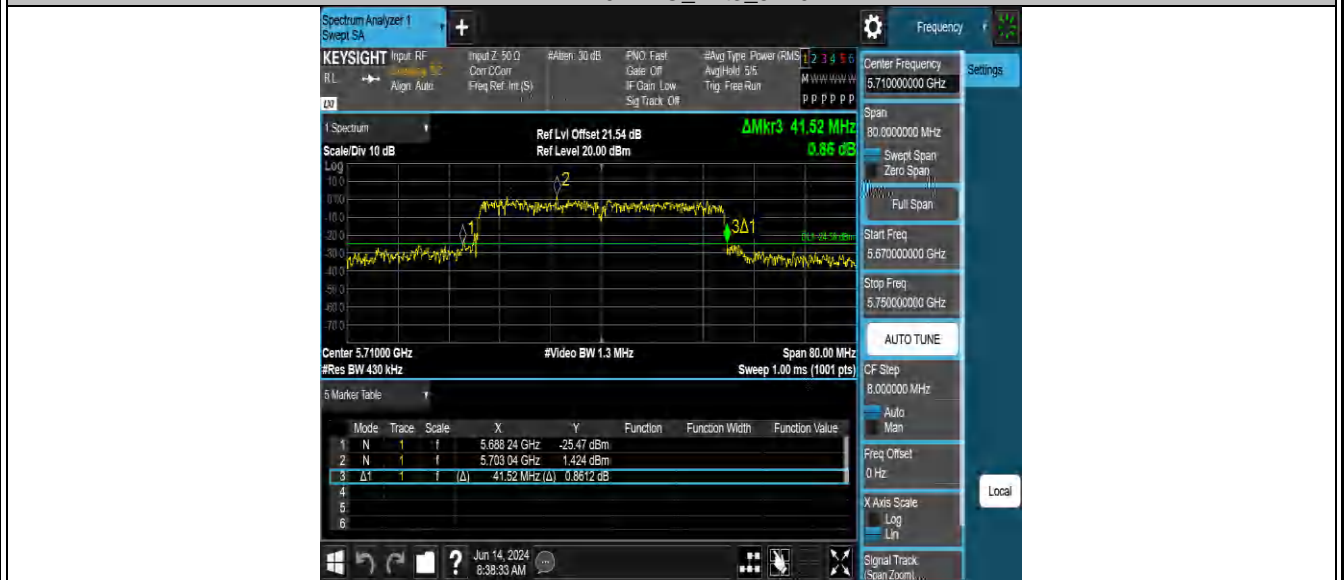 Spectrum Analyzer 1
Swept SA
+
Frequency
KEYSIGHT
Input: RF
Input Z: 50 Ω
#Atten: 30 dB
PNO: Fast
#Avg Type: Power (RMS
1 2 3 4 5 6
RL
Corr CCorr
Gate: Off
Avg|Hold: 5/5
M W W W W W
Align: Auto
Freq Ref: Int (S)
IF Gain: Low
Trig: Free Run
Sig Track: Off
P P P P P P
LXI
1 Spectrum
Ref Lvl Offset 21.54 dB
ΔMkr3 41.52 MHz
Scale/Div 10 dB
Ref Level 20.00 dBm
0.86 dB
Log
10.0
0.00
-10.0
-20.0
-30.0
-40.0
-50.0
-60.0
-70.0
1
2
3Δ1
Center 5.71000 GHz
#Video BW 1.3 MHz
Span 80.00 MHz
#Res BW 430 kHz
Sweep 1.00 ms (1001 pts)
5 Marker Table
Mode Trace Scale X Y Function Function Width Function Value
1 N 1 f 5.688 24 GHz -25.47 dBm
2 N 1 f 5.703 04 GHz 1.424 dBm
3 Δ1 1 f (Δ) 41.52 MHz (Δ) 0.8612 dB
4
5
6
?
Jun 14, 2024
8:38:33 AM
Center Frequency
5.710000000 GHz
Settings
Span
80.0000000 MHz
Swept Span
Zero Span
Full Span
Start Freq
5.670000000 GHz
Stop Freq
5.750000000 GHz
AUTO TUNE
CF Step
8.000000 MHz
Auto
Man
Freq Offset
0 Hz
X Axis Scale
Log
Lin
Local
Signal Track
(Span Zoom)